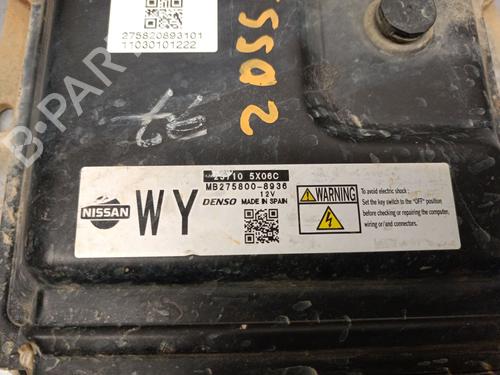 275820893101
11030101222
5502
B-PARTS
23710 5X06C
MB275800-8936
12V
DENSO MADE IN SPAIN
NISSAN
WY
WARNING
To avoid electric shock ;
Set the key switch to the "OFF" position
before checking or repairing the computer,
wiring or/and connectors.